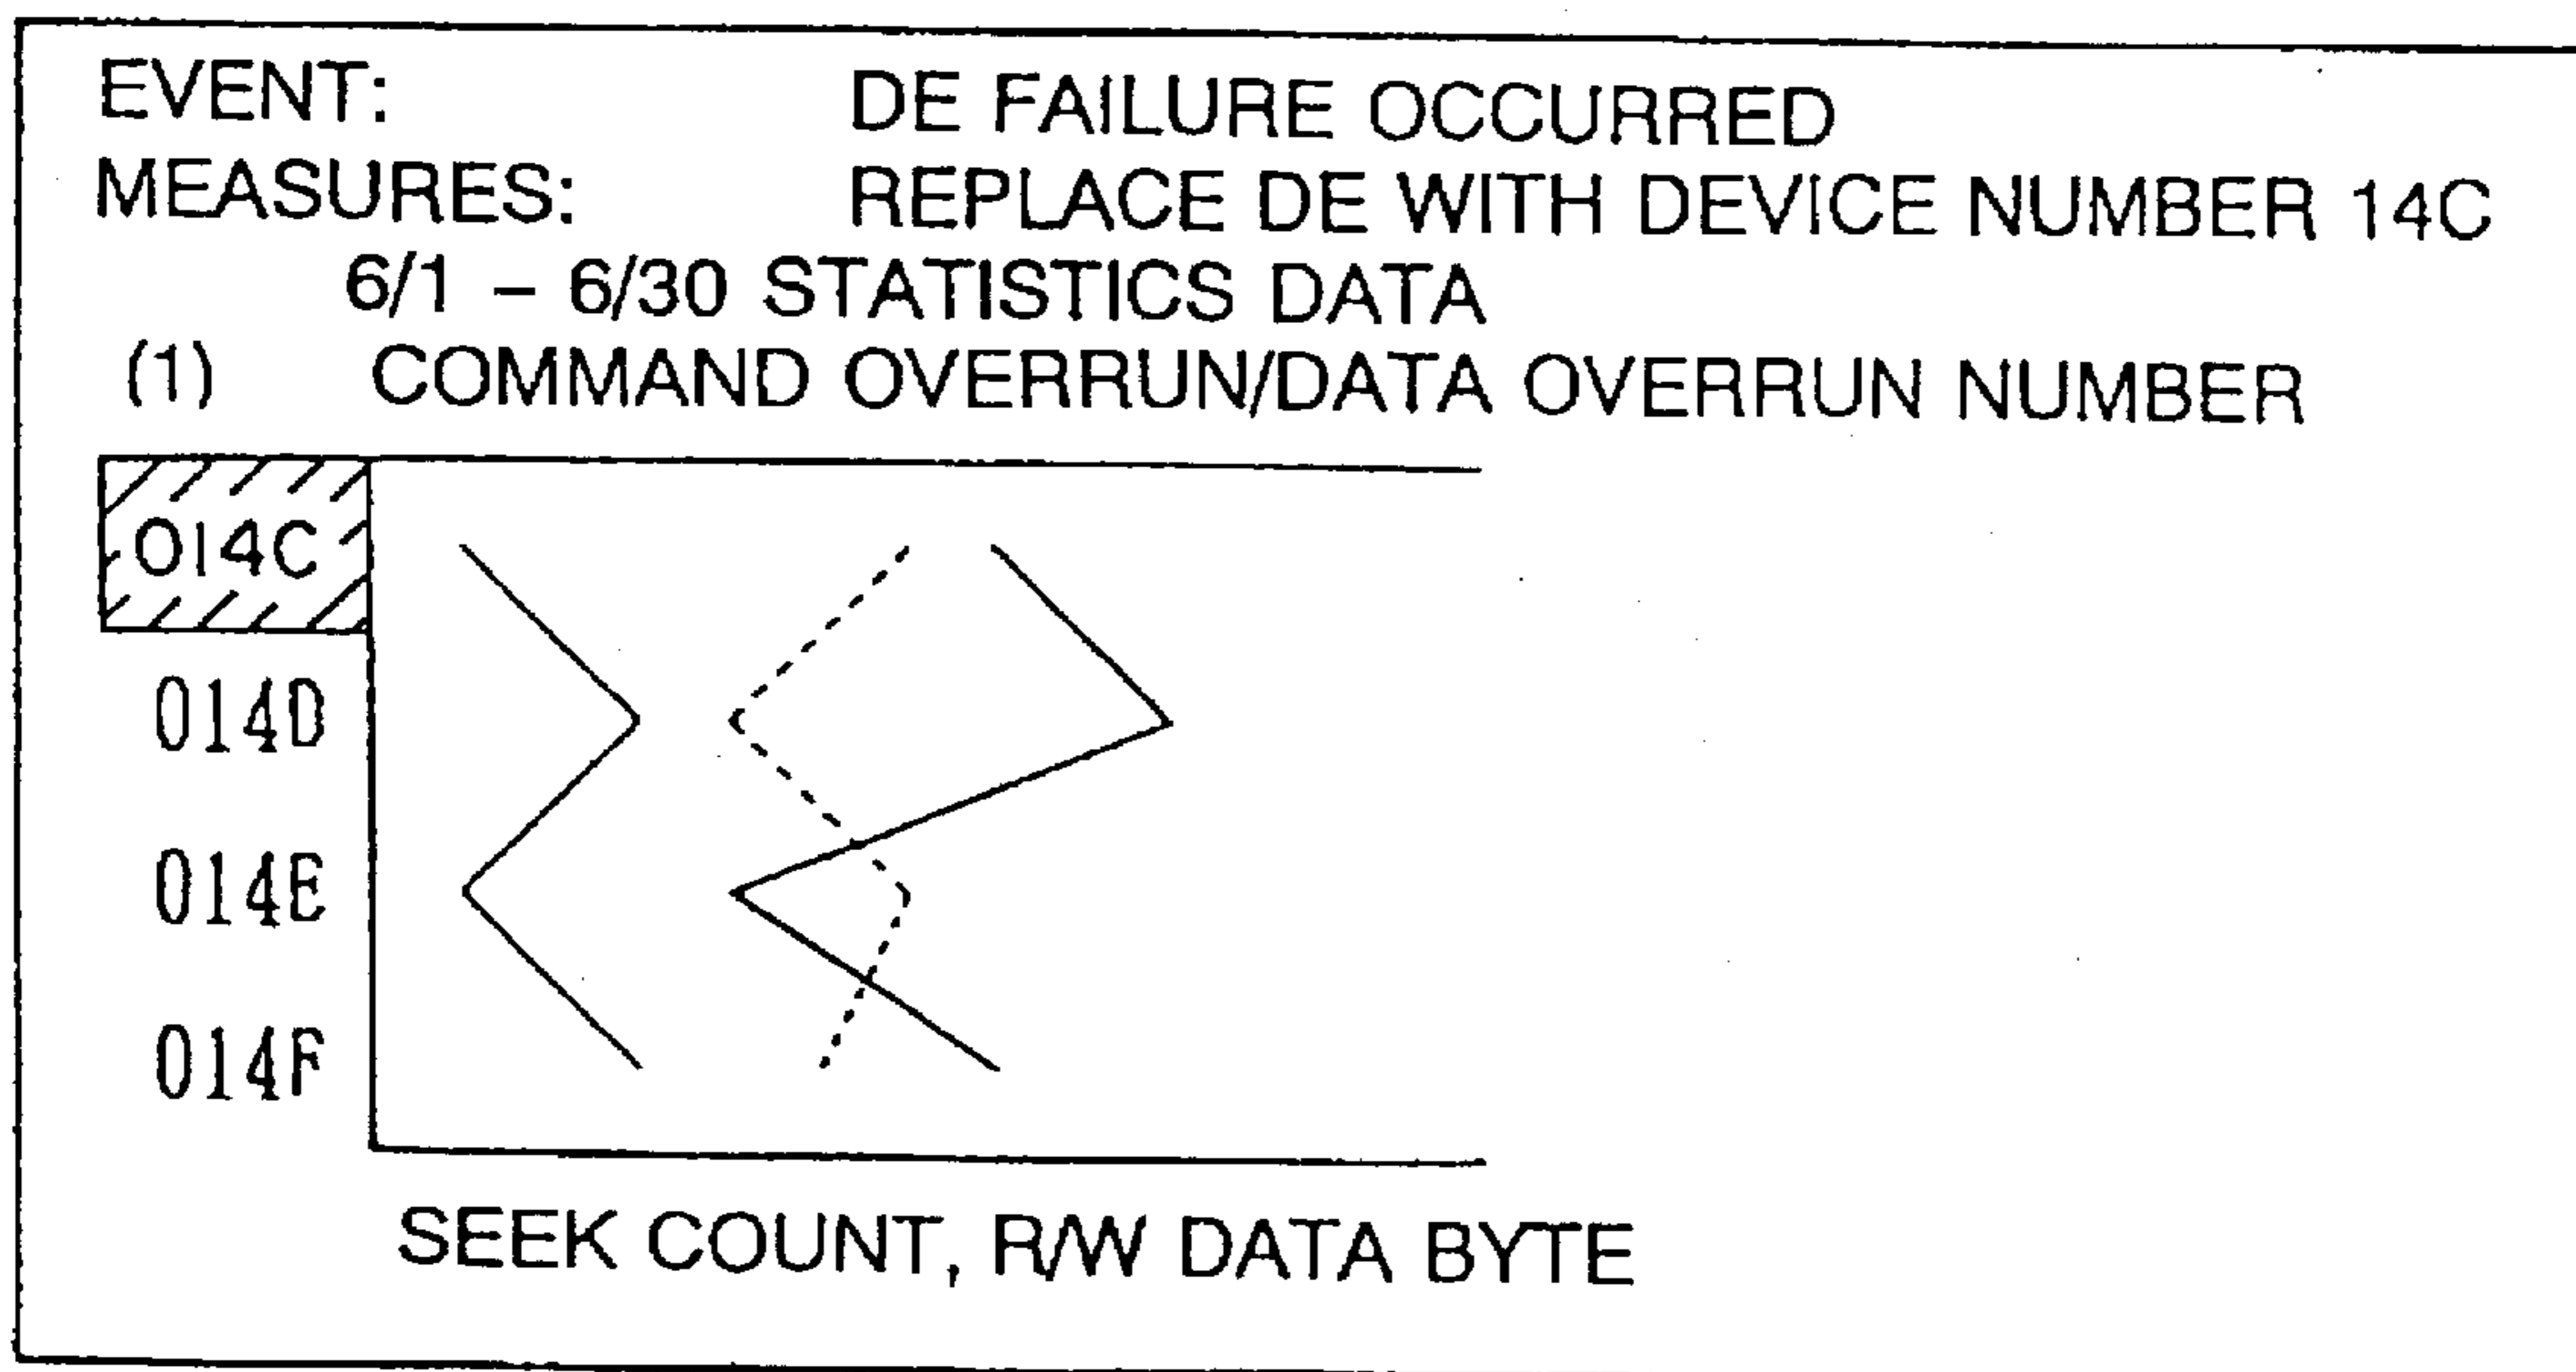 EVENT: DE FAILURE OCCURRED
MEASURES: REPLACE DE WITH DEVICE NUMBER 14C
6/1 – 6/30 STATISTICS DATA
(1) COMMAND OVERRUN/DATA OVERRUN NUMBER
014C
014D
014E
014F
SEEK COUNT, R/W DATA BYTE